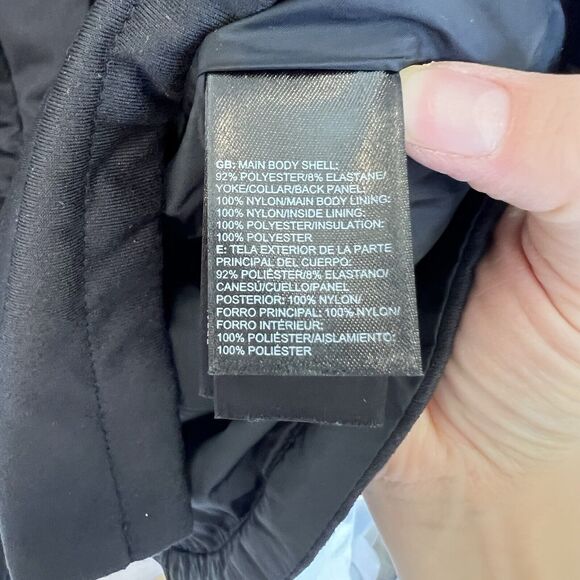 GB: MAIN BODY SHELL:
92% POLYESTER/8% ELASTANE/
YOKE/COLLAR/BACK PANEL:
100% NYLON/MAIN BODY LINING:
100% NYLON/INSIDE LINING:
100% POLYESTER/INSULATION:
100% POLYESTER
E: TELA EXTERIOR DE LA PARTE
PRINCIPAL DEL CUERPO:
92% POLIÉSTER/8% ELASTANO/
CANESÚ/CUELLO/PANEL
POSTERIOR: 100% NYLON/
FORRO PRINCIPAL: 100% NYLON/
FORRO INTÉRIEUR:
100% POLIÉSTER/AISLAMIENTO:
100% POLIÉSTER